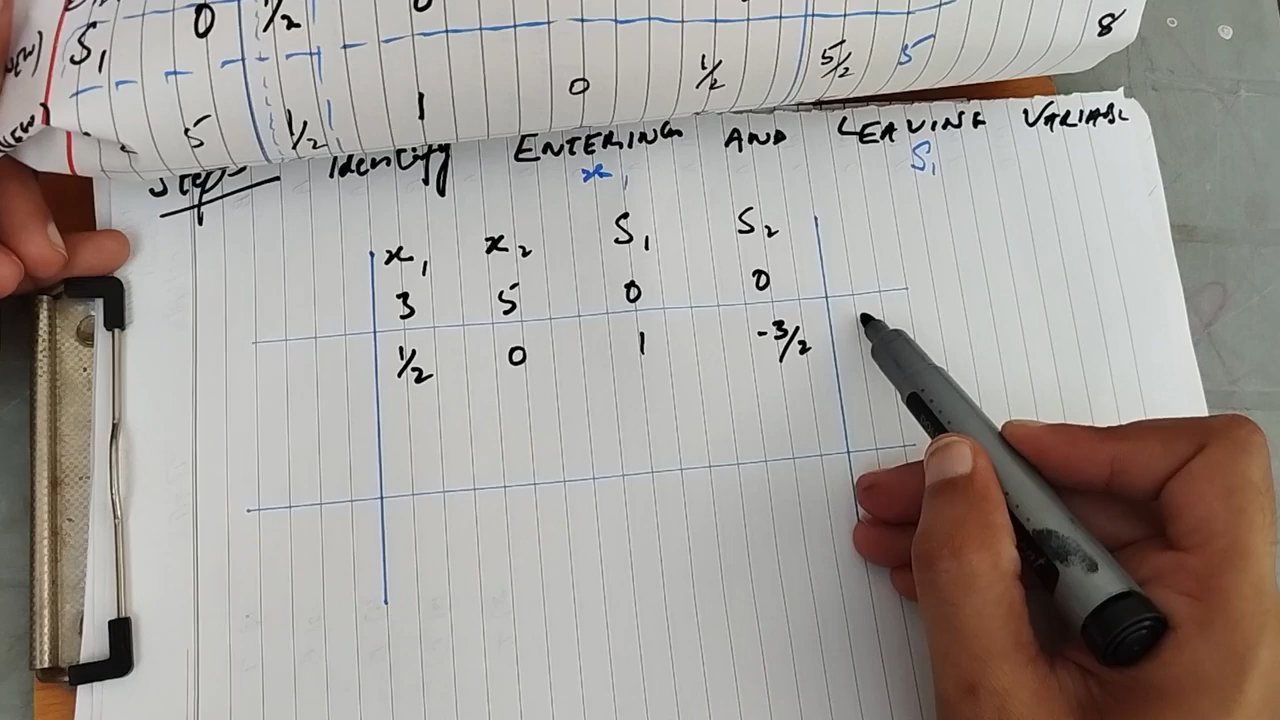 S₁ 0 1/2 0
5 1/2 1 0 1/2 5/2 5 8
Step Identify ENTERING AND LEAVING VARIABL
x₁ S₁
x₁ x₂ S₁ S₂
3 5 0 0
1/2 0 1 -3/2